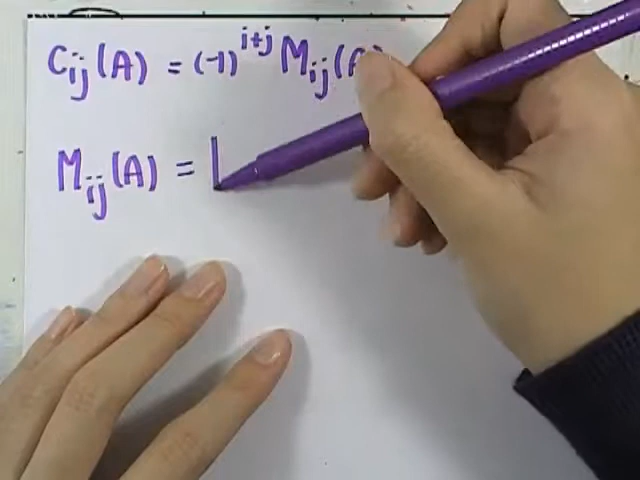 Cij(A) = (-1)^i+j Mij(A)
Mij(A) = |